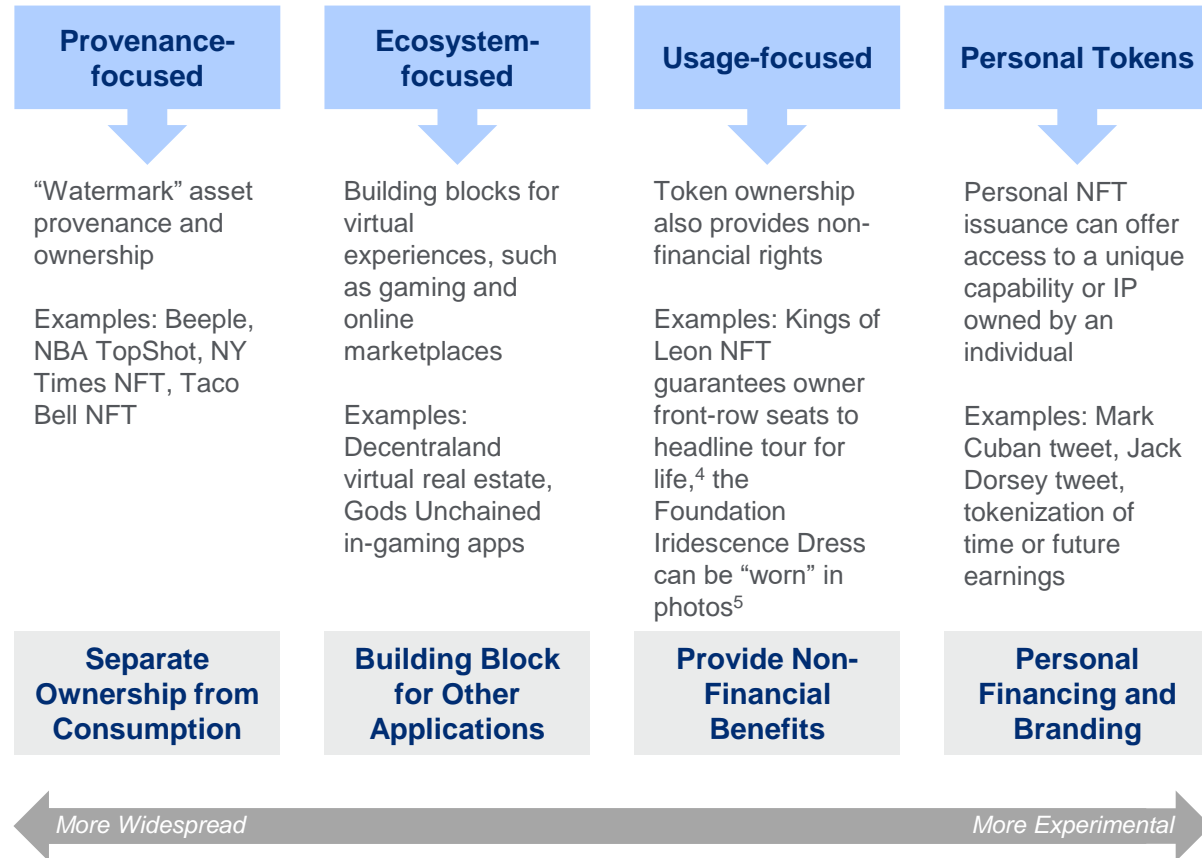 Provenance-
focused
“Watermark” asset
provenance and
ownership
Examples: Beeple,
NBA TopShot, NY
Times NFT, Taco
Bell NFT
Separate
Ownership from
Consumption
Ecosystem-
focused
Building blocks for
virtual
experiences, such
as gaming and
online
marketplaces
Examples:
Decentraland
virtual real estate,
Gods Unchained
in-gaming apps
Building Block
for Other
Applications
Usage-focused
Token ownership
also provides non-
financial rights
Examples: Kings of
Leon NFT
guarantees owner
front-row seats to
headline tour for
life,⁴ the
Foundation
Iridescence Dress
can be “worn” in
photos⁵
Provide Non-
Financial
Benefits
Personal Tokens
Personal NFT
issuance can offer
access to a unique
capability or IP
owned by an
individual
Examples: Mark
Cuban tweet, Jack
Dorsey tweet,
tokenization of
time or future
earnings
Personal
Financing and
Branding
More Widespread
More Experimental